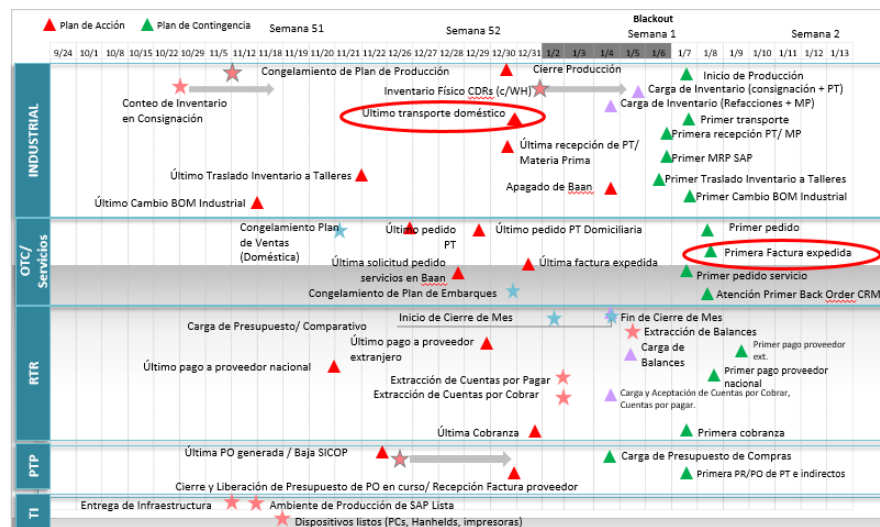 Blackout
Plan de Acción
Plan de Contingencia
Semana 51
Semana 52
Semana 1
Semana 2
9/24 10/1 10/8 10/15 10/22 10/29 11/5 11/12 11/18 11/19 11/20 11/21 11/22 12/26 12/27 12/28 12/29 12/30 12/31 1/2 1/3 1/4 1/5 1/6 1/7 1/8 1/9 1/10 1/11 1/12 1/13
INDUSTRIAL
Congelamiento de Plan de Producción
Cierre Producción
Inicio de Producción
Conteo de Inventario
en Consignación
Inventario Físico CDRs (c/WH)
Carga de Inventario (consignación + PT)
Carga de Inventario (Refacciones + MP)
Último transporte doméstico
Primer transporte
Primera recepción PT/ MP
Última recepción de PT/
Materia Prima
Primer MRP SAP
Último Traslado Inventario a Talleres
Apagado de Baan
Primer Traslado Inventario a Talleres
Último Cambio BOM Industrial
Primer Cambio BOM Industrial
OTC/
Servicios
Congelamiento Plan
de Ventas
(Doméstica)
Último pedido
PT
Último pedido PT Domiciliaria
Primer pedido
Primera Factura expedida
Última solicitud pedido
servicios en Baan
Última factura expedida
Primer pedido servicio
Congelamiento de Plan de Embarques
Atención Primer Back Order CRM
RTR
Carga de Presupuesto/ Comparativo
Inicio de Cierre de Mes
Fin de Cierre de Mes
Extracción de Balances
Último pago a proveedor
extranjero
Carga de
Balances
Primer pago proveedor
ext.
Último pago a proveedor nacional
Primer pago proveedor
nacional
Extracción de Cuentas por Pagar
Extracción de Cuentas por Cobrar
Carga y Aceptación de Cuentas por Cobrar,
Cuentas por pagar.
Última Cobranza
Primera cobranza
PTP
Última PO generada / Baja SICOP
Carga de Presupuesto de Compras
Cierre y Liberación de Presupuesto de PO en curso/ Recepción Factura proveedor
Primera PR/PO de PT e indirectos
TI
Entrega de Infraestructura
Ambiente de Producción de SAP Lista
Dispositivos listos (PCs, Hanhelds, impresoras)